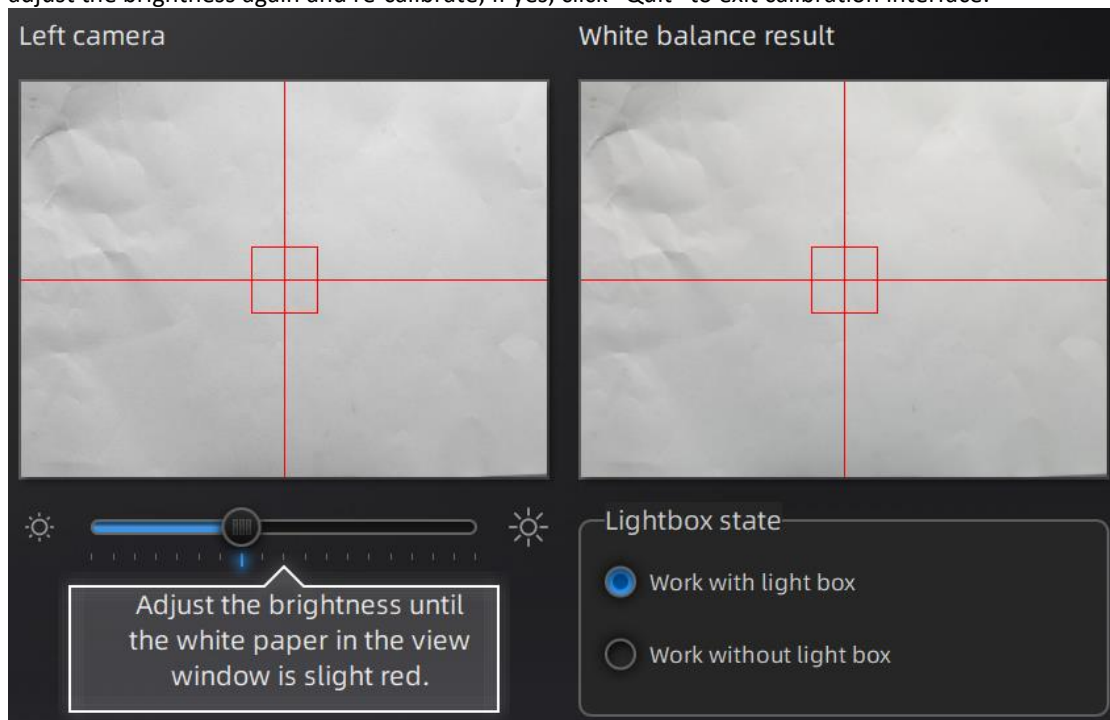 adjust the brightness again and re-calibrate; if yes, click "Quit" to exit calibration interface.
Left camera
White balance result
Adjust the brightness until
the white paper in the view
window is slight red.
Lightbox state
Work with light box
Work without light box